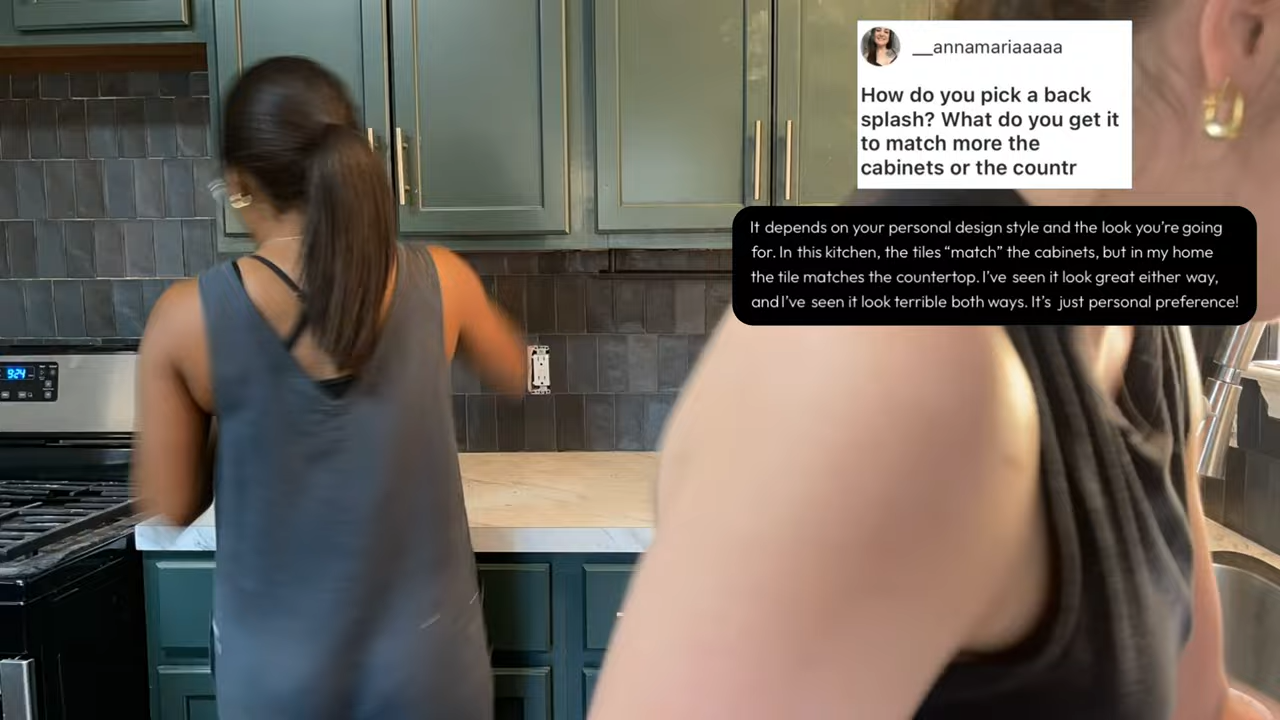 __annamariaaaaa
How do you pick a back
splash? What do you get it
to match more the
cabinets or the countr
It depends on your personal design style and the look you're going
for. In this kitchen, the tiles “match” the cabinets, but in my home
the tile matches the countertop. I've seen it look great either way,
and I've seen it look terrible both ways. It's just personal preference!
9:24